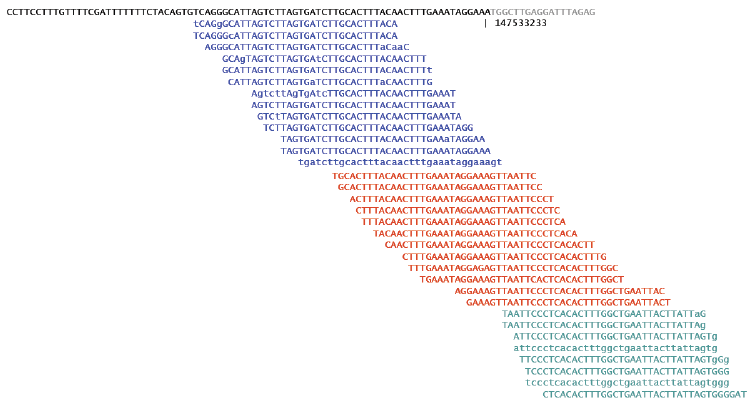 CCTTCCTTTGTTTTCGATTTTTTTCTACAGTGTCAGGGCATTAGTCTTAGTGATCTTGCACTTTACAACTTTGAAATAGGAAATGGCTTGAGGATTTAGAG
tCAGgGCATTAGTCTTAGTGATCTTGCACTTTACA | 147533233
TCAGGGCATTAGTCTTAGTGATCTTGCACTTTACA
AGGGCATTAGTCTTAGTGATCTTGCACTTTaCaaC
GCAgTAGTCTTAGTGAtCTTGCACTTTACAACTTT
GCATTAGTCTTAGTGATCTTGCACTTTACAACTTTt
CATTAGTCTTAGTGaTCTTGCACTTTaCAACTTTG
AgtcttAgTgATcTTGCACTTTACAACTTTGAAAT
AGTCTTAGTGATCTTGCACTTTACAACTTTGAAAT
GTCtTAGTGATCTTGCACTTTACAACTTTGAAATA
TCTTAGTGATCTTGCACTTTACAACTTTGAAATAGG
TAGTGATCTTGCACTTTACAACTTTGAAaTAGGAA
TAGTGATCTTGCACTTTACAACTTTGAAATAGGAAA
tgatcttgcactttacaactttgaaataggaaagt
TGCACTTTACAACTTTGAAATAGGAAAGTTAATTC
GCACTTTACAACTTTGAAATAGGAAAGTTAATTCC
ACTTTACAACTTTGAAATAGGAAAGTTAATTCCCT
CTTTACAACTTTGAAATAGGAAAGTTAATTCCCTC
TTTACAACTTTGAAATAGGAAAGTTAATTCCCTCA
TACAACTTTGAAATAGGAAAGTTAATTCCCTCACA
CAACTTTGAAATAGGAAAGTTAATTCCCTCACACTT
CTTTGAAATAGGAAAGTTAATTCCCTCACACTTTG
TTTGAAATAGGAGAGTTAATTCCCTCACACTTTGGC
TGAAATAGGAAAGTTAATTCACTCACACTTTGGCT
AGGAAAGTTAATTCCCTCACACTTTGGCTGAATTAC
GAAAGTTAATTCCCTCACACTTTGGCTGAATTACT
TAATTCCCTCACACTTTGGCTGAATTACTTATTaG
TAATTCCCTCACACTTTGGCTGAATTACTTATTAg
ATTCCCTCACACTTTGGCTGAATTACTTATTAGTg
attccctcacactttggctgaattacttattagtg
TTCCCTCACACTTTGGCTGAATTACTTATTAGTgGg
TCCCTCACACTTTGGCTGAATTACTTATTAGTGGG
tccctcacactttggctgaattacttattagtggg
CTCACACTTTGGCTGAATTACTTATTAGTGGGGAT